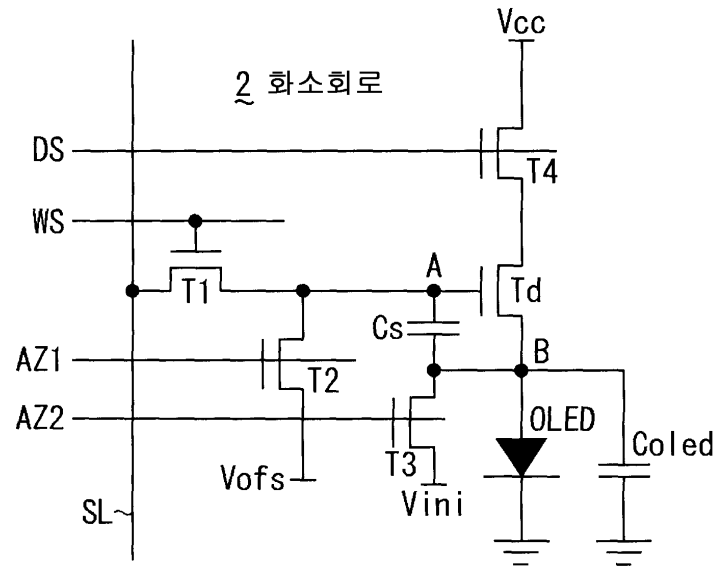 Vcc
2 화소회로
DS
T4
WS
A
T1
Td
Cs
B
AZ1
T2
AZ2
OLED
Coled
T3
Vofs
Vini
SL